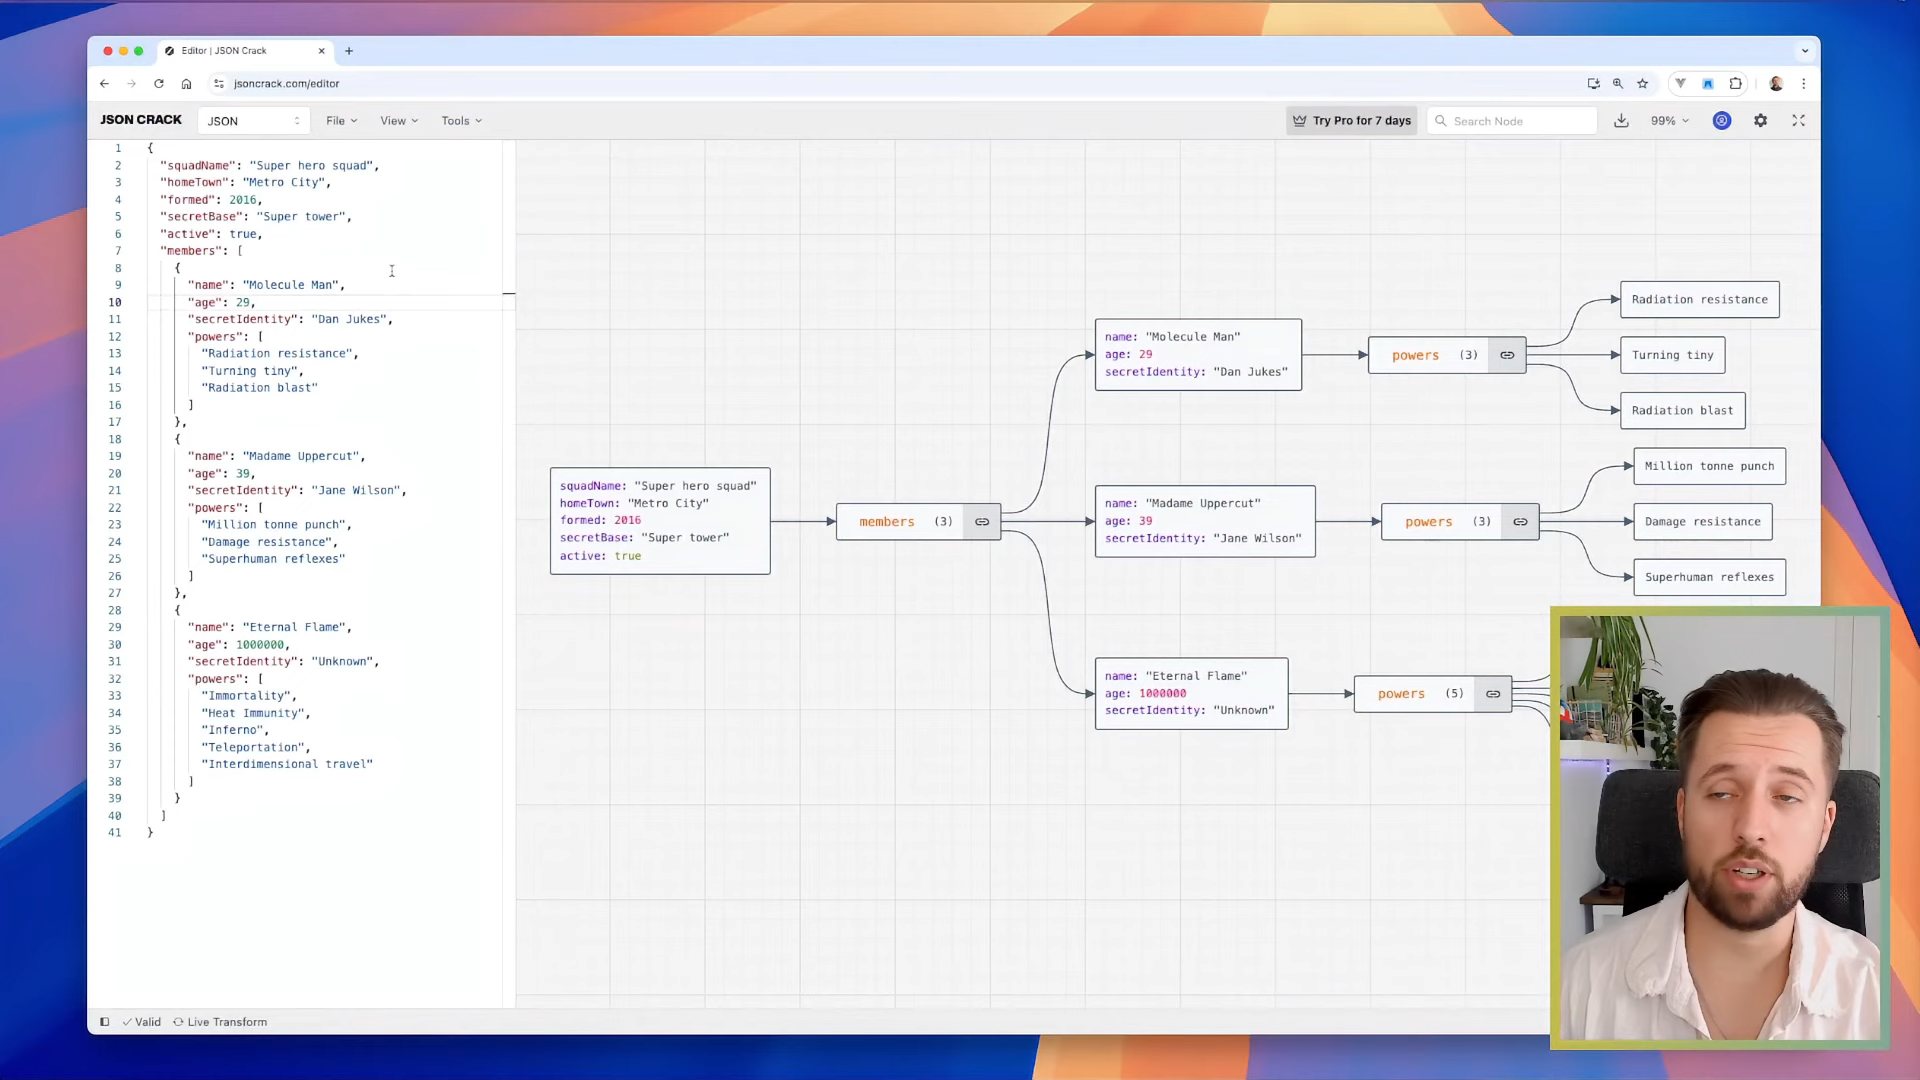 Editor | JSON Crack
jsoncrack.com/editor
JSON CRACK
JSON
File
View
Tools
Try Pro for 7 days
Search Node
99%
1 {
2 "squadName": "Super hero squad",
3 "homeTown": "Metro City",
4 "formed": 2016,
5 "secretBase": "Super tower",
6 "active": true,
7 "members": [
8 {
9 "name": "Molecule Man",
10 "age": 29,
11 "secretIdentity": "Dan Jukes",
12 "powers": [
13 "Radiation resistance",
14 "Turning tiny",
15 "Radiation blast"
16 ]
17 },
18 {
19 "name": "Madame Uppercut",
20 "age": 39,
21 "secretIdentity": "Jane Wilson",
22 "powers": [
23 "Million tonne punch",
24 "Damage resistance",
25 "Superhuman reflexes"
26 ]
27 },
28 {
29 "name": "Eternal Flame",
30 "age": 1000000,
31 "secretIdentity": "Unknown",
32 "powers": [
33 "Immortality",
34 "Heat Immunity",
35 "Inferno",
36 "Teleportation",
37 "Interdimensional travel"
38 ]
39 }
40 ]
41 }
squadName: "Super hero squad"
homeTown: "Metro City"
formed: 2016
secretBase: "Super tower"
active: true
members (3)
name: "Molecule Man"
age: 29
secretIdentity: "Dan Jukes"
powers (3)
Radiation resistance
Turning tiny
Radiation blast
name: "Madame Uppercut"
age: 39
secretIdentity: "Jane Wilson"
powers (3)
Million tonne punch
Damage resistance
Superhuman reflexes
name: "Eternal Flame"
age: 1000000
secretIdentity: "Unknown"
powers (5)
Valid
Live Transform